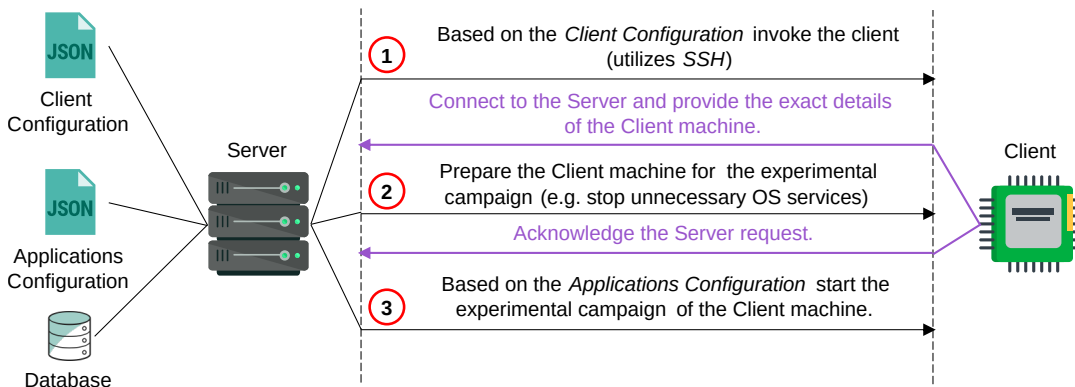 JSON
Client
Configuration
JSON
Applications
Configuration
Database
Server
1
Based on the Client Configuration invoke the client
(utilizes SSH)
Connect to the Server and provide the exact details
of the Client machine.
2
Prepare the Client machine for the experimental
campaign (e.g. stop unnecessary OS services)
Acknowledge the Server request.
3
Based on the Applications Configuration start the
experimental campaign of the Client machine.
Client